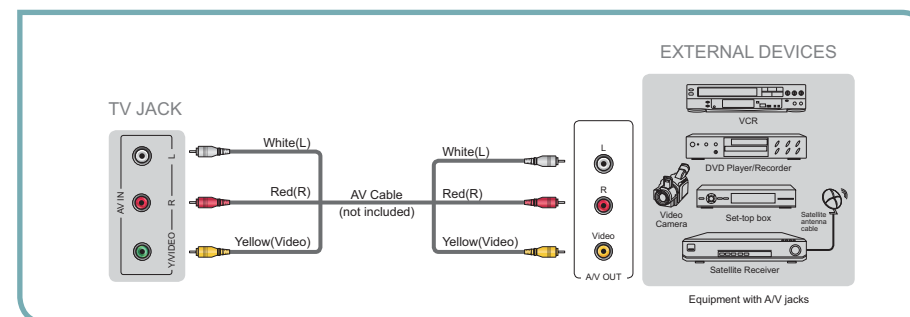 EXTERNAL DEVICES
TV JACK
AV IN
L
R
Y/VIDEO
White(L)
Red(R)
Yellow(Video)
AV Cable
(not included)
White(L)
Red(R)
Yellow(Video)
L
R
Video
A/V OUT
VCR
DVD Player/Recorder
Video
Camera
Set-top box
Satellite
antenna
cable
Satellite Receiver
Equipment with A/V jacks